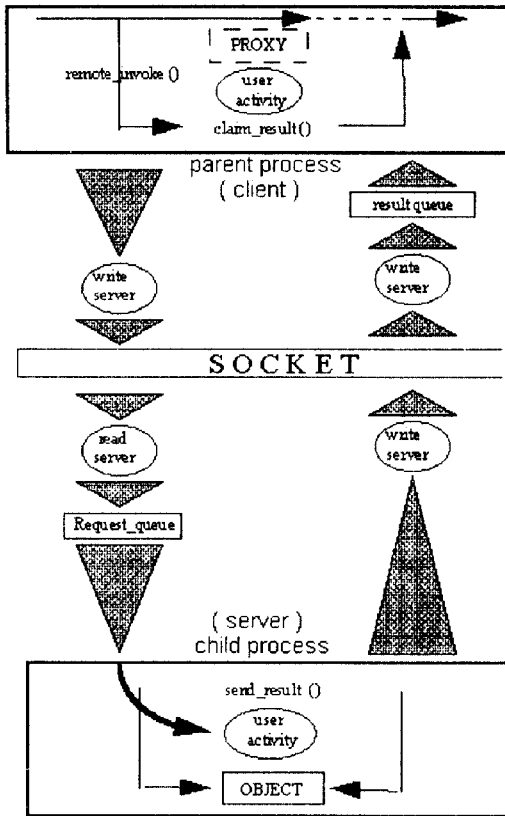 PROXY
remote_invoke ()
user
activity
claim_result()
parent process
( client )
result queue
write
server
write
server
SOCKET
read
server
write
server
Request_queue
( server )
child process
send_result ()
user
activity
OBJECT